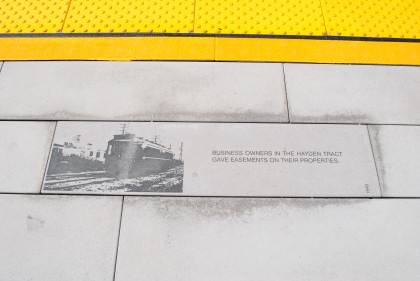 BUSINESS OWNERS IN THE HAYDEN TRACT
GAVE EASEMENTS ON THEIR PROPERTIES.